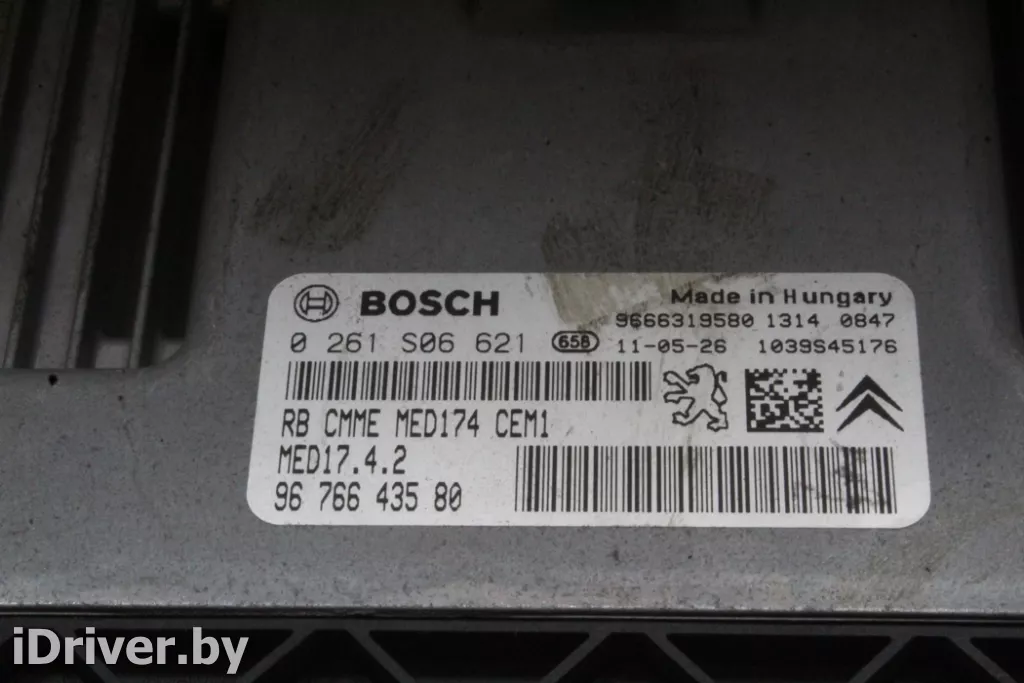 BOSCH
Made in Hungary
9666319580 1314 0847
0 261 S06 621 658 11-05-26 1039S45176
RB CMME MED174 CEM1
MED17.4.2
96 766 435 80
iDriver.by